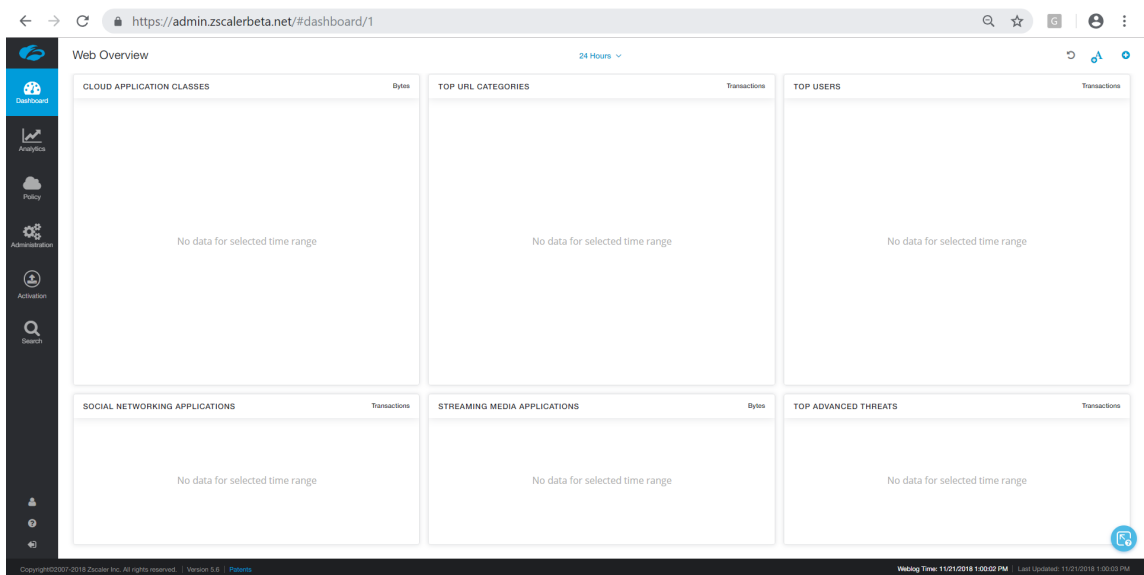 https://admin.zscalerbeta.net/#dashboard/1
G
Web Overview
24 Hours
Dashboard
Analytics
Policy
Administration
Activation
Search
CLOUD APPLICATION CLASSES Bytes
No data for selected time range
TOP URL CATEGORIES Transactions
No data for selected time range
TOP USERS Transactions
No data for selected time range
SOCIAL NETWORKING APPLICATIONS Transactions
No data for selected time range
STREAMING MEDIA APPLICATIONS Bytes
No data for selected time range
TOP ADVANCED THREATS Transactions
No data for selected time range
Copyright©2007-2018 Zscaler Inc. All rights reserved. | Version 5.6 | Patents
Weblog Time: 11/21/2018 1:00:02 PM | Last Updated: 11/21/2018 1:00:03 PM